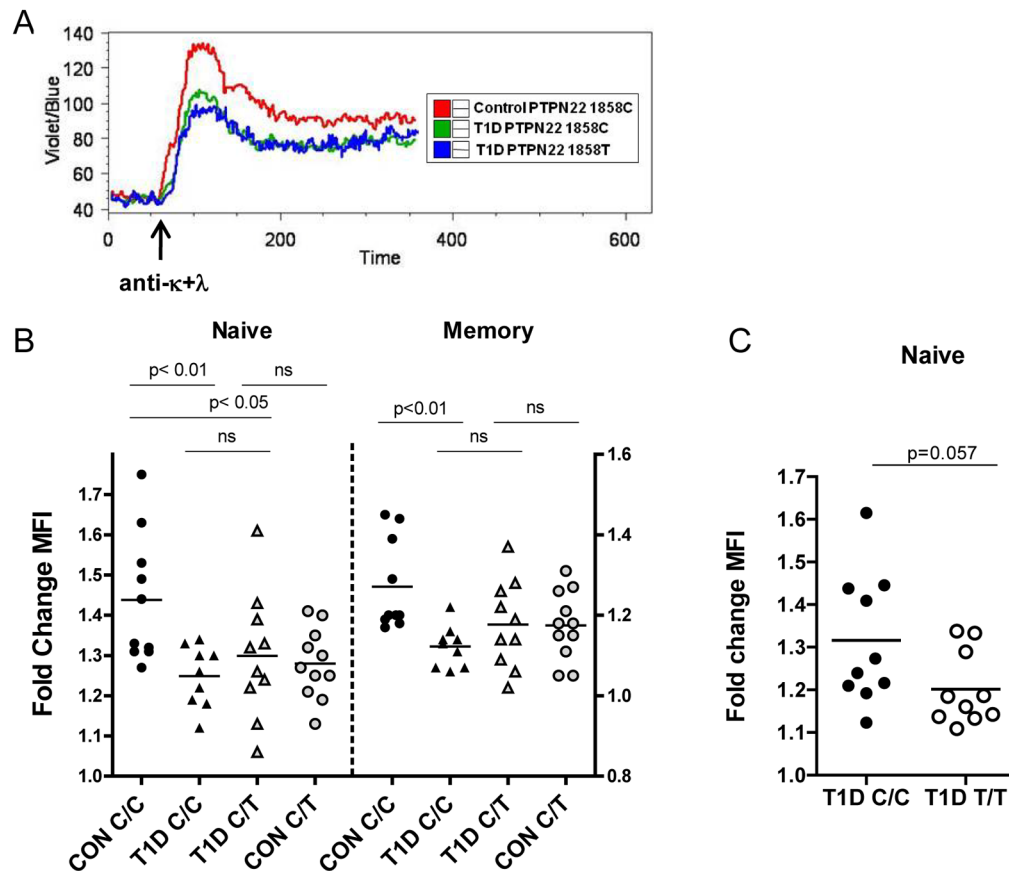 A
140
120
100
80
60
40
Violet/Blue
Control PTPN22 1858C
T1D PTPN22 1858C
T1D PTPN22 1858T
0 200 400 600
Time
anti-κ+λ
B
Naive Memory
p< 0.01 ns
p< 0.05
ns
p<0.01 ns
ns
1.7
1.6
1.5
1.4
1.3
1.2
1.1
1.0
Fold Change MFI
1.6
1.4
1.2
1.0
0.8
CON C/C T1D C/C T1D C/T CON C/T CON C/C T1D C/C T1D C/T CON C/T
C
Naive
p=0.057
1.7
1.6
1.5
1.4
1.3
1.2
1.1
1.0
Fold change MFI
T1D C/C T1D T/T